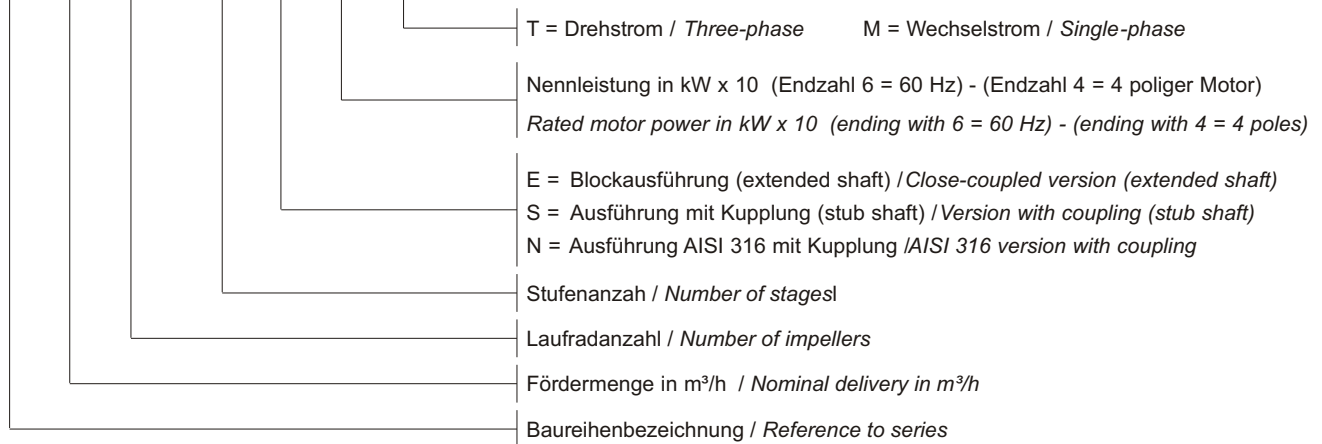 T = Drehstrom / Three-phase M = Wechselstrom / Single-phase
Nennleistung in kW x 10 (Endzahl 6 = 60 Hz) - (Endzahl 4 = 4 poliger Motor)
Rated motor power in kW x 10 (ending with 6 = 60 Hz) - (ending with 4 = 4 poles)
E = Blockausführung (extended shaft) /Close-coupled version (extended shaft)
S = Ausführung mit Kupplung (stub shaft) /Version with coupling (stub shaft)
N = Ausführung AISI 316 mit Kupplung /AISI 316 version with coupling
Stufenanzah / Number of stagesl
Laufradanzahl / Number of impellers
Fördermenge in m³/h / Nominal delivery in m³/h
Baureihenbezeichnung / Reference to series